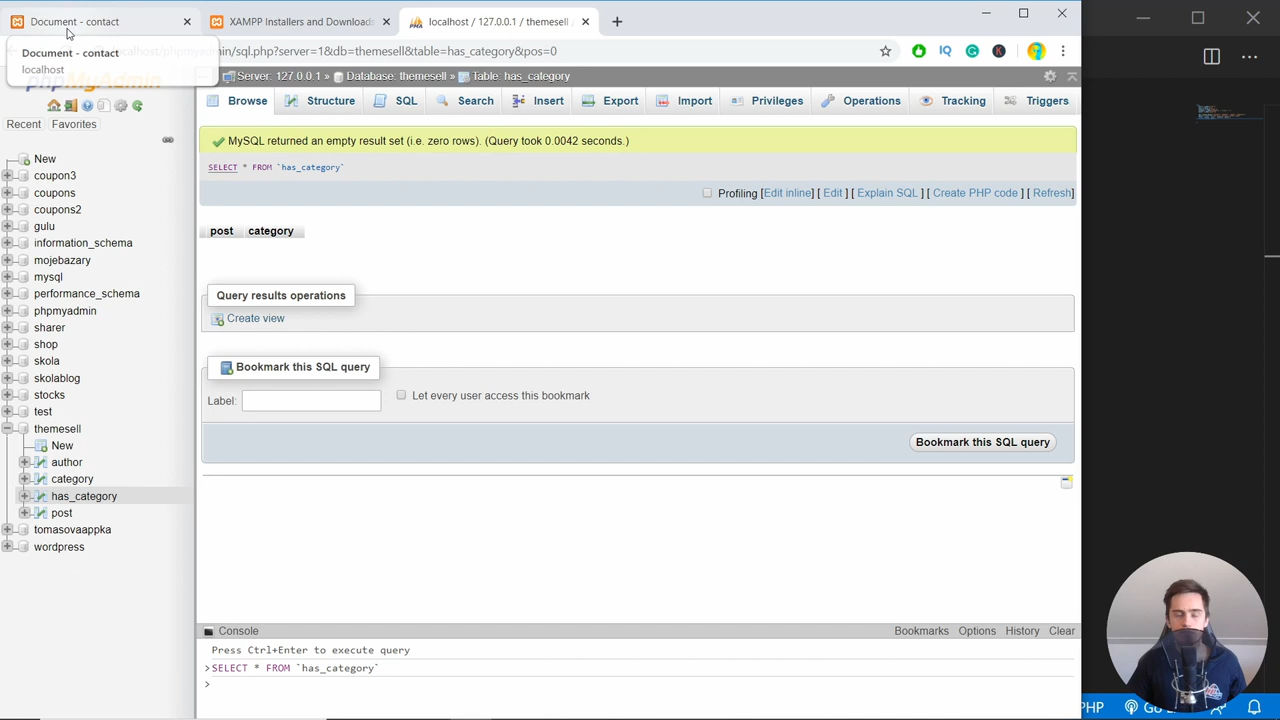 Document - contact
XAMPP Installers and Downloads
localhost / 127.0.0.1 / themesell /
Document - contact
localhost
localhost/phpmyadmin/sql.php?server=1&db=themesell&table=has_category&pos=0
phpMyAdmin
Server: 127.0.0.1 » Database: themesell » Table: has_category
Recent Favorites
Browse Structure SQL Search Insert Export Import Privileges Operations Tracking Triggers
MySQL returned an empty result set (i.e. zero rows). (Query took 0.0042 seconds.)
SELECT * FROM `has_category`
Profiling [Edit inline] [ Edit ] [ Explain SQL ] [ Create PHP code ] [ Refresh]
post category
Query results operations
Create view
Bookmark this SQL query
Label:
Let every user access this bookmark
Bookmark this SQL query
New
coupon3
coupons
coupons2
gulu
information_schema
mojebazary
mysql
performance_schema
phpmyadmin
sharer
shop
skola
skolablog
stocks
test
themesell
New
author
category
has_category
post
tomasovaappka
wordpress
Console
Bookmarks Options History Clear
Press Ctrl+Enter to execute query
>SELECT * FROM `has_category`
>
PHP